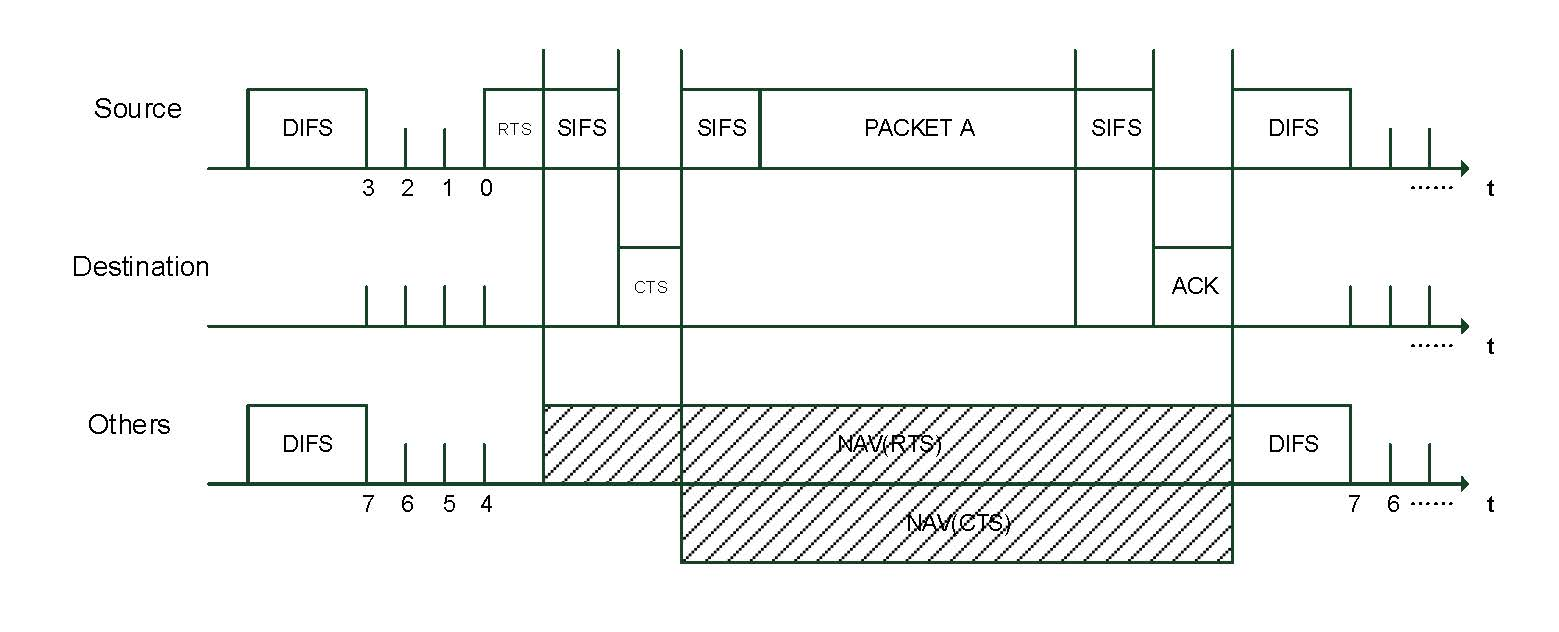 Source
DIFS
RTS
SIFS
SIFS
PACKET A
SIFS
DIFS
3 2 1 0
...... t
Destination
CTS
ACK
...... t
Others
DIFS
NAV(RTS)
DIFS
7 6 5 4
7 6 ...... t
NAV(CTS)